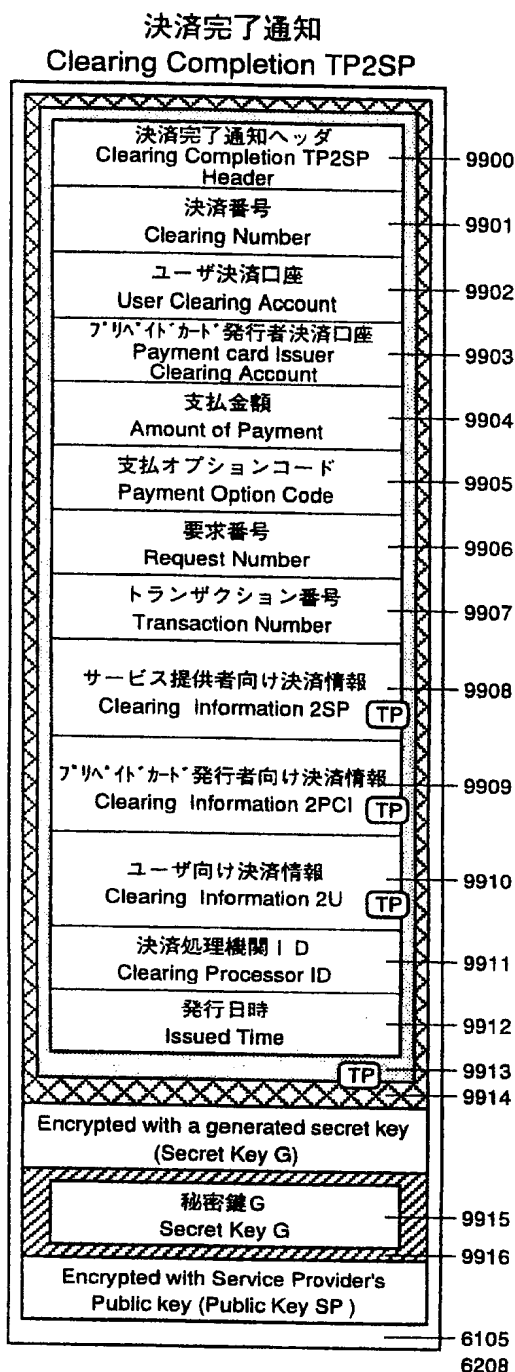 決済完了通知
Clearing Completion TP2SP
決済完了通知ヘッダ
Clearing Completion TP2SP
Header
9900
決済番号
Clearing Number
9901
ユーザ決済口座
User Clearing Account
9902
プリペイドカード発行者決済口座
Payment card Issuer
Clearing Account
9903
支払金額
Amount of Payment
9904
支払オプションコード
Payment Option Code
9905
要求番号
Request Number
9906
トランザクション番号
Transaction Number
9907
サービス提供者向け決済情報
Clearing Information 2SP
TP
9908
プリペイドカード発行者向け決済情報
Clearing Information 2PCI
TP
9909
ユーザ向け決済情報
Clearing Information 2U
TP
9910
決済処理機関ID
Clearing Processor ID
9911
発行日時
Issued Time
9912
TP
9913
9914
Encrypted with a generated secret key
(Secret Key G)
秘密鍵G
Secret Key G
9915
9916
Encrypted with Service Provider's
Public key (Public Key SP )
6105
6208